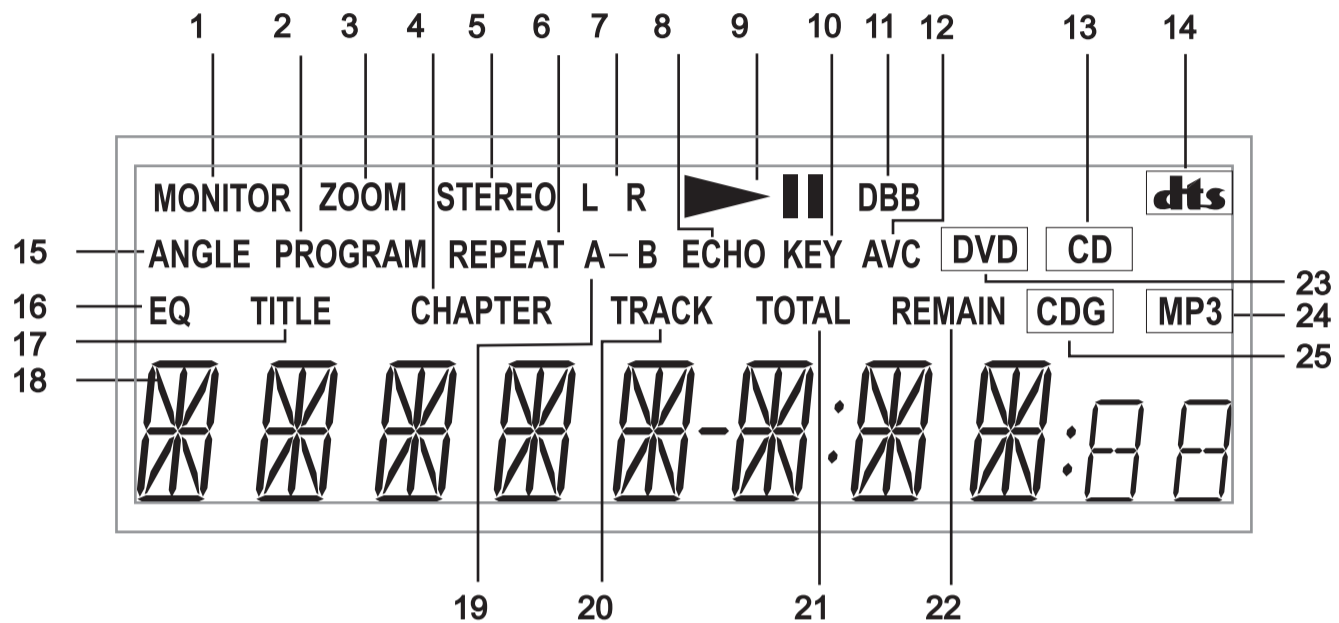 1 2 3 4 5 6 7 8 9 10 11 12 13 14
MONITOR ZOOM STEREO L R DBB dts
15 ANGLE PROGRAM REPEAT A–B ECHO KEY AVC DVD CD
23
16 EQ TITLE CHAPTER TRACK TOTAL REMAIN CDG MP3 24
17 25
18
19 20 21 22